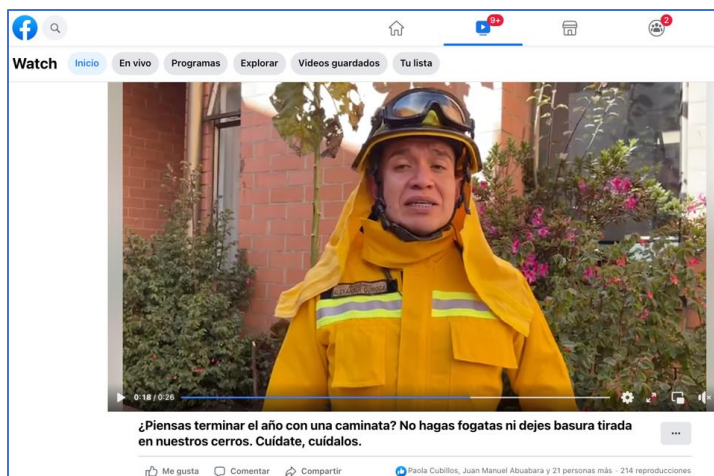 9+
2
Watch Inicio En vivo Programas Explorar Videos guardados Tu lista
0:18 / 0:26
¿Piensas terminar el año con una caminata? No hagas fogatas ni dejes basura tirada
en nuestros cerros. Cuídate, cuídalos.
Me gusta Comentar Compartir Paola Cubillos, Juan Manuel Abuabara y 21 personas más · 214 reproducciones